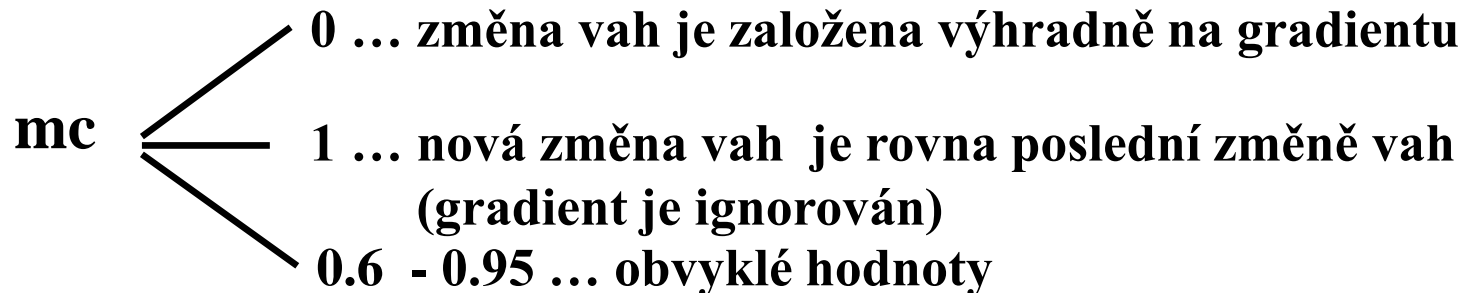 0 … změna vah je založena výhradně na gradientu
mc
1 … nová změna vah je rovna poslední změně vah
(gradient je ignorován)
0.6 - 0.95 … obvyklé hodnoty